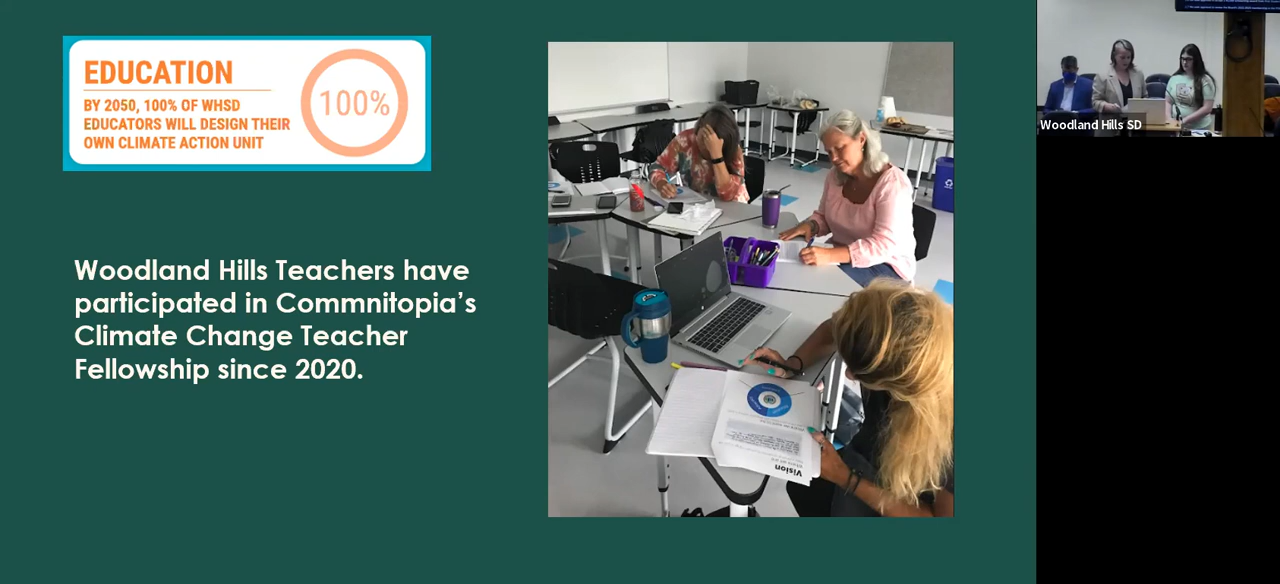 EDUCATION
BY 2050, 100% OF WHSD
EDUCATORS WILL DESIGN THEIR
OWN CLIMATE ACTION UNIT
100%
Woodland Hills Teachers have
participated in Commnitopia’s
Climate Change Teacher
Fellowship since 2020.
Vision
Woodland Hills SD